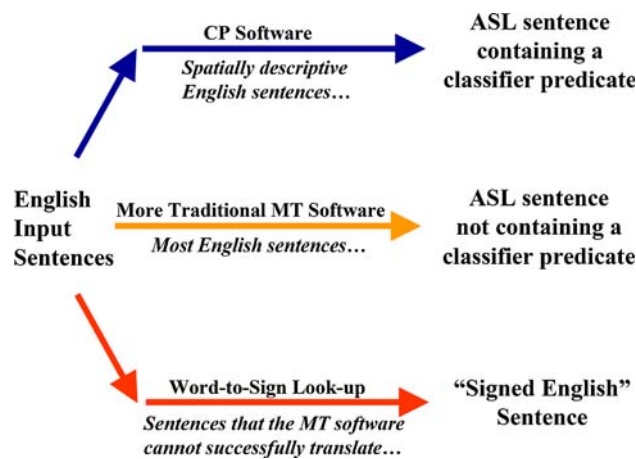 CP Software
Spatially descriptive
English sentences…
ASL sentence
containing a
classifier predicate
English
Input
Sentences
More Traditional MT Software
Most English sentences…
ASL sentence
not containing a
classifier predicate
Word-to-Sign Look-up
Sentences that the MT software
cannot successfully translate…
“Signed English”
Sentence